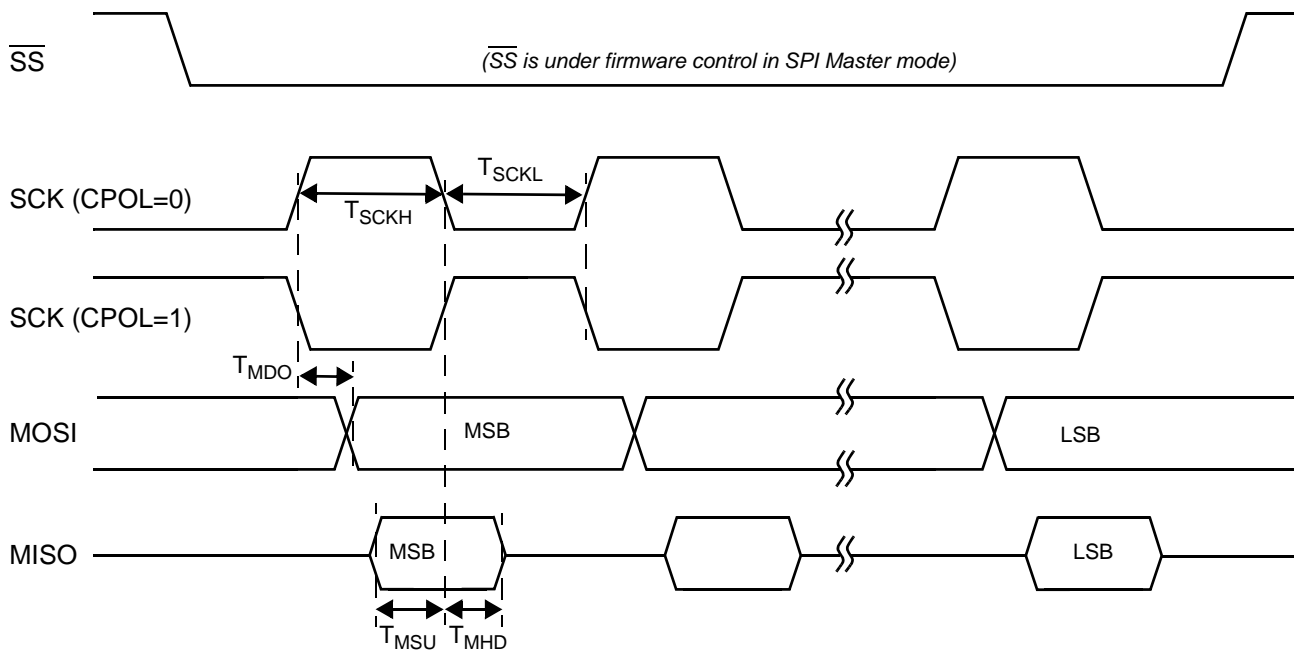 SS
(SS is under firmware control in SPI Master mode)
SCK (CPOL=0)
TSCKH
TSCKL
SCK (CPOL=1)
TMDO
MOSI
MSB
LSB
MISO
MSB
LSB
TMSU
TMHD